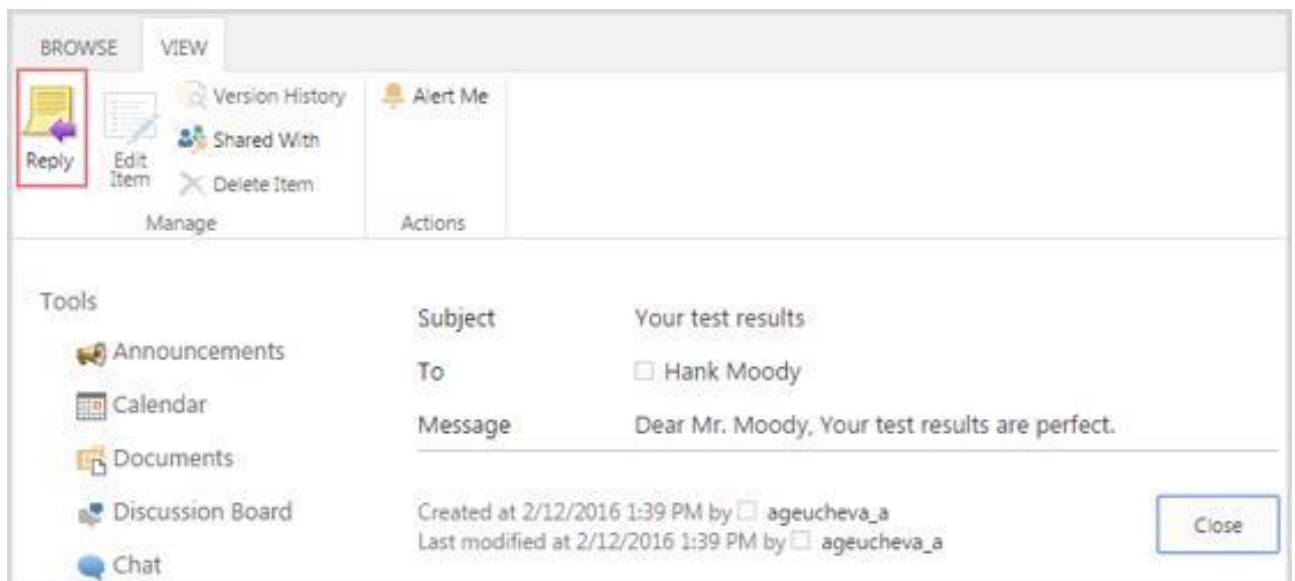 BROWSE VIEW
Reply
Edit Item
Version History
Shared With
Delete Item
Manage
Alert Me
Actions
Tools
Announcements
Calendar
Documents
Discussion Board
Chat
Subject Your test results
To Hank Moody
Message Dear Mr. Moody, Your test results are perfect.
Created at 2/12/2016 1:39 PM by ageucheva_a
Last modified at 2/12/2016 1:39 PM by ageucheva_a
Close